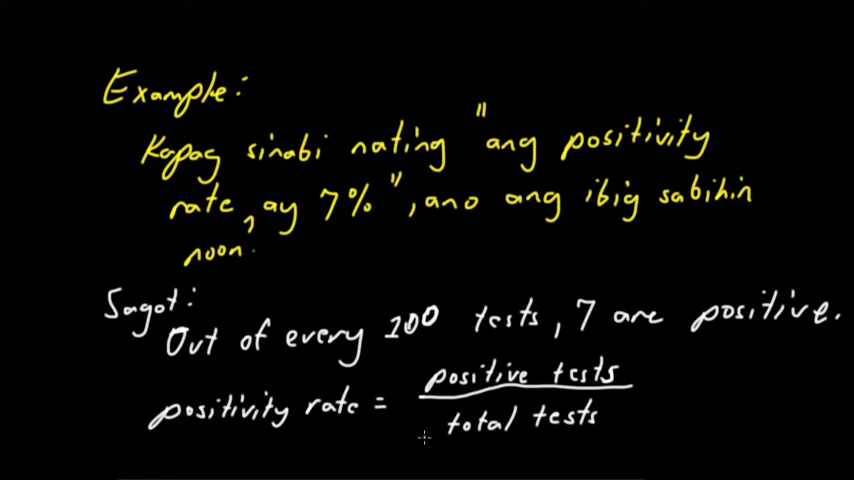 Example:
Kapag sinabi nating "ang positivity
rate, ay 7%", ano ang ibig sabihin
noon.
Sagot:
Out of every 100 tests, 7 are positive.
positivity rate = positive tests
total tests